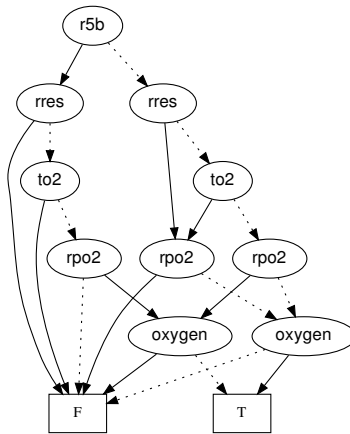 r5b
rres rres
to2 to2
rpo2 rpo2 rpo2
oxygen oxygen
F T